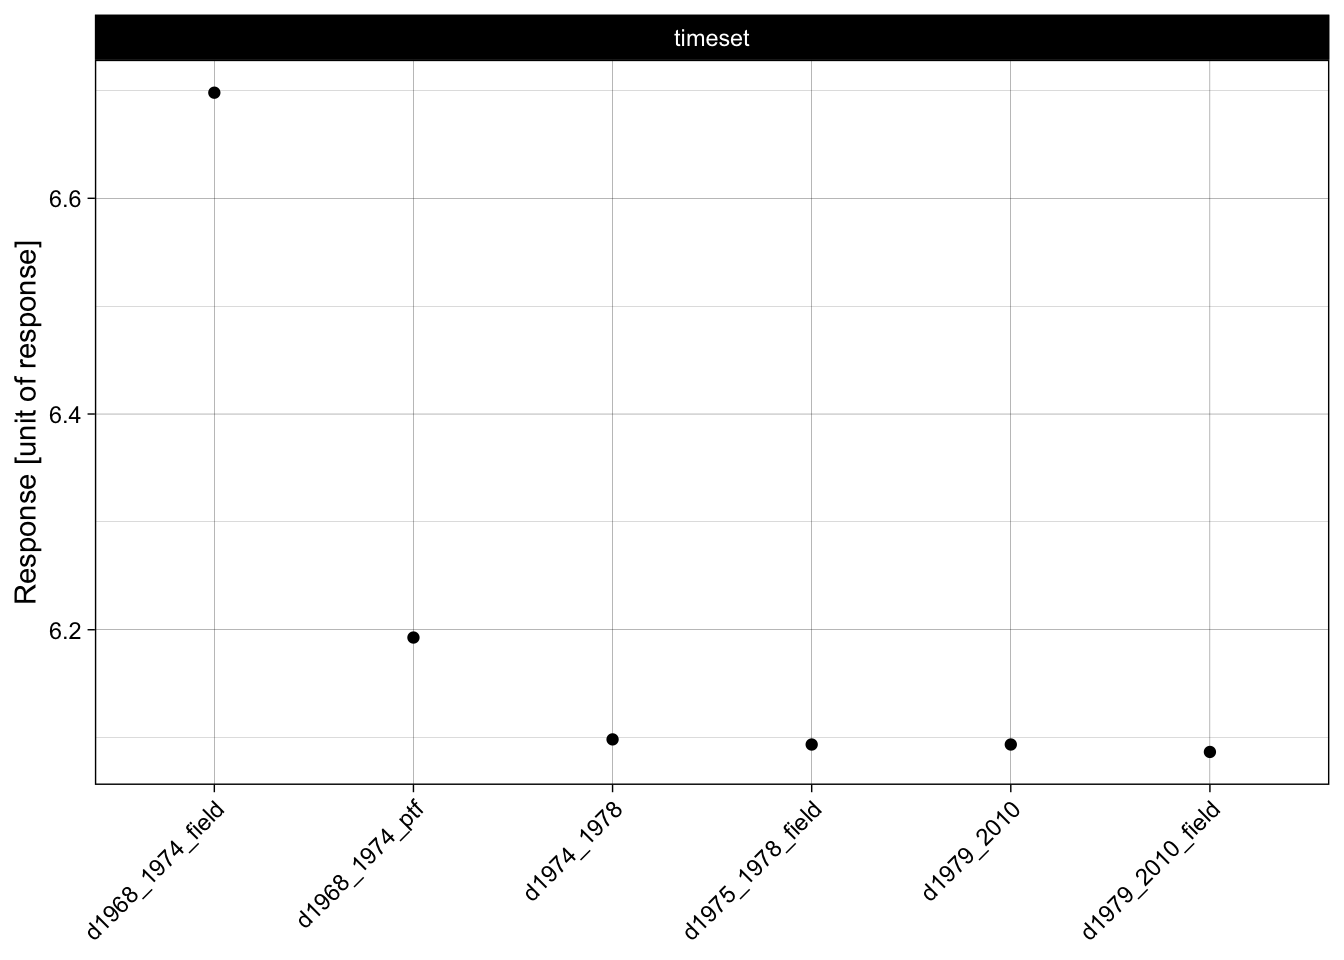 timeset
Response [unit of response]
6.6
6.4
6.2
d1968_1974_field
d1968_1974_ptf
d1974_1978
d1975_1978_field
d1979_2010
d1979_2010_field